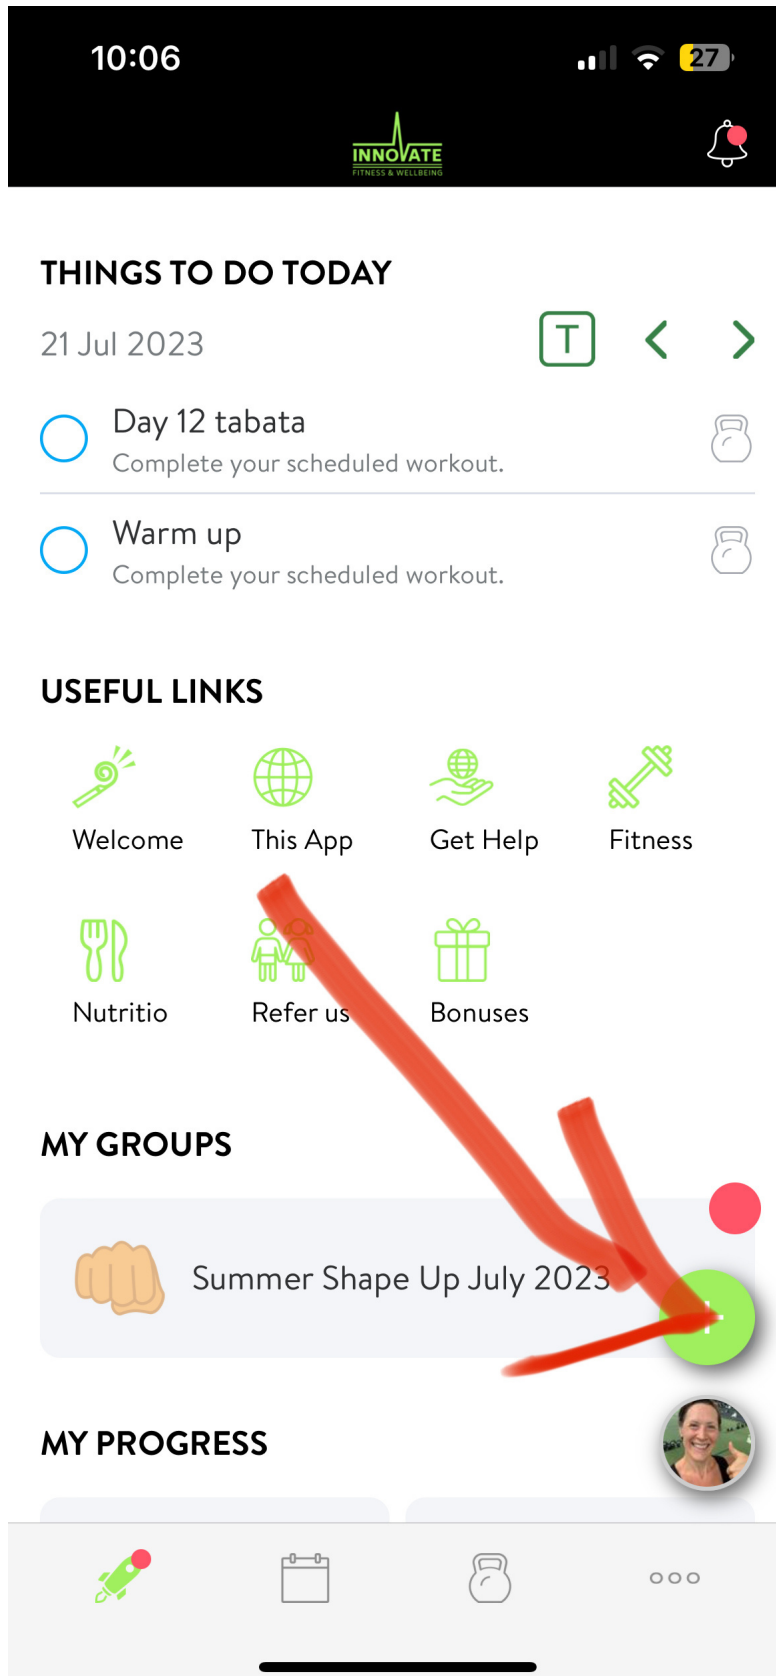 10:06
27
INNOVATE
FITNESS & WELLBEING
THINGS TO DO TODAY
21 Jul 2023
T
Day 12 tabata
Complete your scheduled workout.
Warm up
Complete your scheduled workout.
USEFUL LINKS
Welcome This App Get Help Fitness
Nutritio Refer us Bonuses
MY GROUPS
Summer Shape Up July 2023
MY PROGRESS